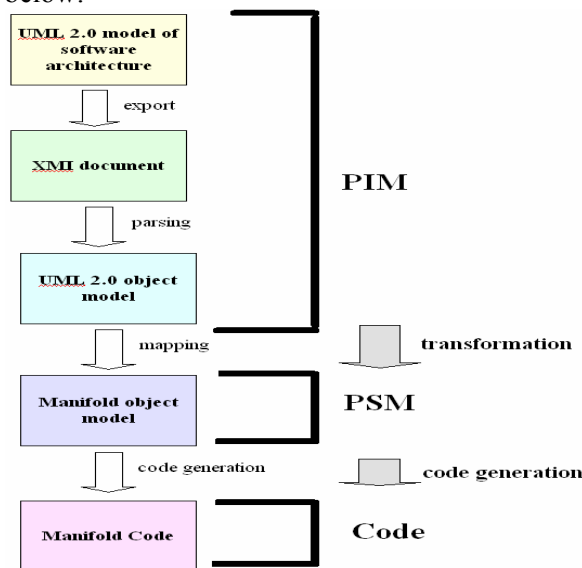 below.
UML 2.0 model of
software
architecture
export
XMI document
PIM
parsing
UML 2.0 object
model
mapping
transformation
Manifold object
model
PSM
code generation
code generation
Manifold Code
Code